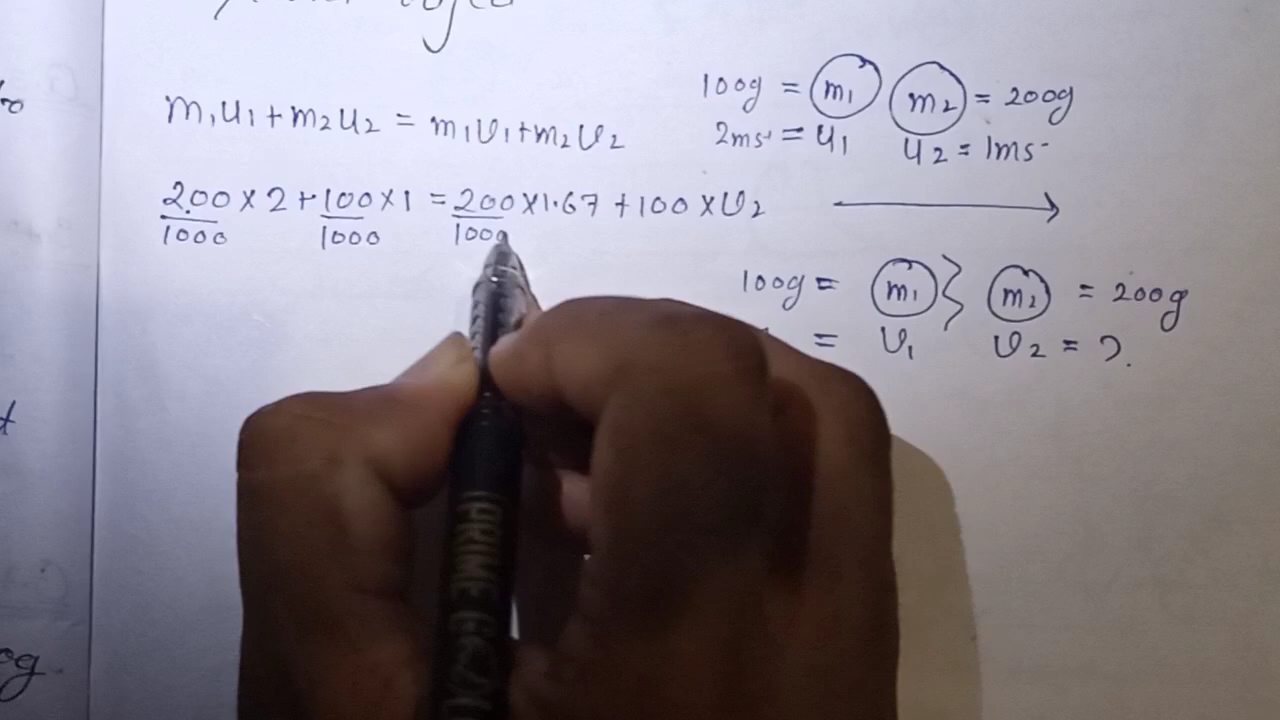 m₁u₁+m₂u₂ = m₁v₁+m₂v₂
200/1000 × 2 + 100/1000 × 1 = 200/1000 × 1.67 + 100 × v₂
100g = m₁ m₂ = 200g
2ms⁻¹ = u₁ u₂ = 1ms⁻
100g = m₁ m₂ = 200g
= v₁ v₂ = ?.
og
PRIME